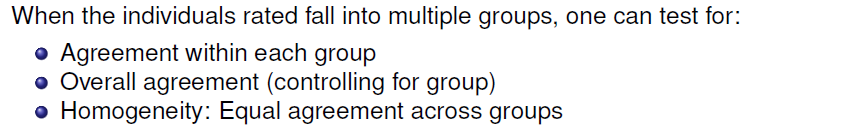 When the individuals rated fall into multiple groups, one can test for:
Agreement within each group
Overall agreement (controlling for group)
Homogeneity: Equal agreement across groups